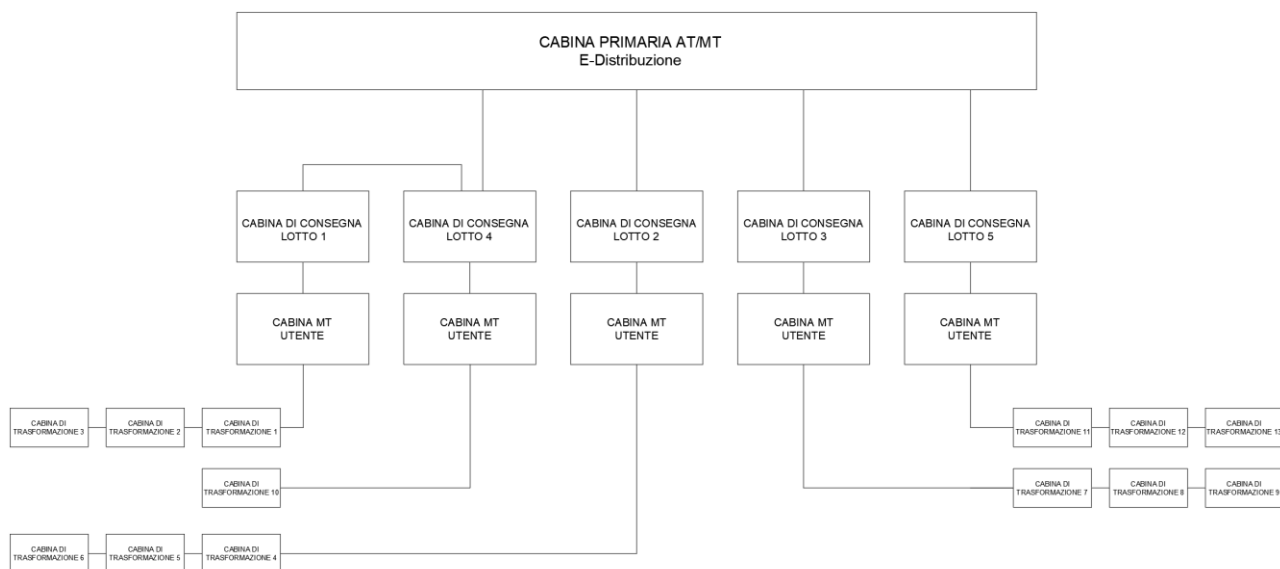 CABINA PRIMARIA AT/MT
E-Distribuzione
CABINA DI CONSEGNA
LOTTO 1
CABINA DI CONSEGNA
LOTTO 4
CABINA DI CONSEGNA
LOTTO 2
CABINA DI CONSEGNA
LOTTO 3
CABINA DI CONSEGNA
LOTTO 5
CABINA MT
UTENTE
CABINA MT
UTENTE
CABINA MT
UTENTE
CABINA MT
UTENTE
CABINA MT
UTENTE
CABINA DI
TRASFORMAZIONE 3
CABINA DI
TRASFORMAZIONE 2
CABINA DI
TRASFORMAZIONE 1
CABINA DI
TRASFORMAZIONE 11
CABINA DI
TRASFORMAZIONE 12
CABINA DI
TRASFORMAZIONE 13
CABINA DI
TRASFORMAZIONE 10
CABINA DI
TRASFORMAZIONE 7
CABINA DI
TRASFORMAZIONE 8
CABINA DI
TRASFORMAZIONE 9
CABINA DI
TRASFORMAZIONE 6
CABINA DI
TRASFORMAZIONE 5
CABINA DI
TRASFORMAZIONE 4